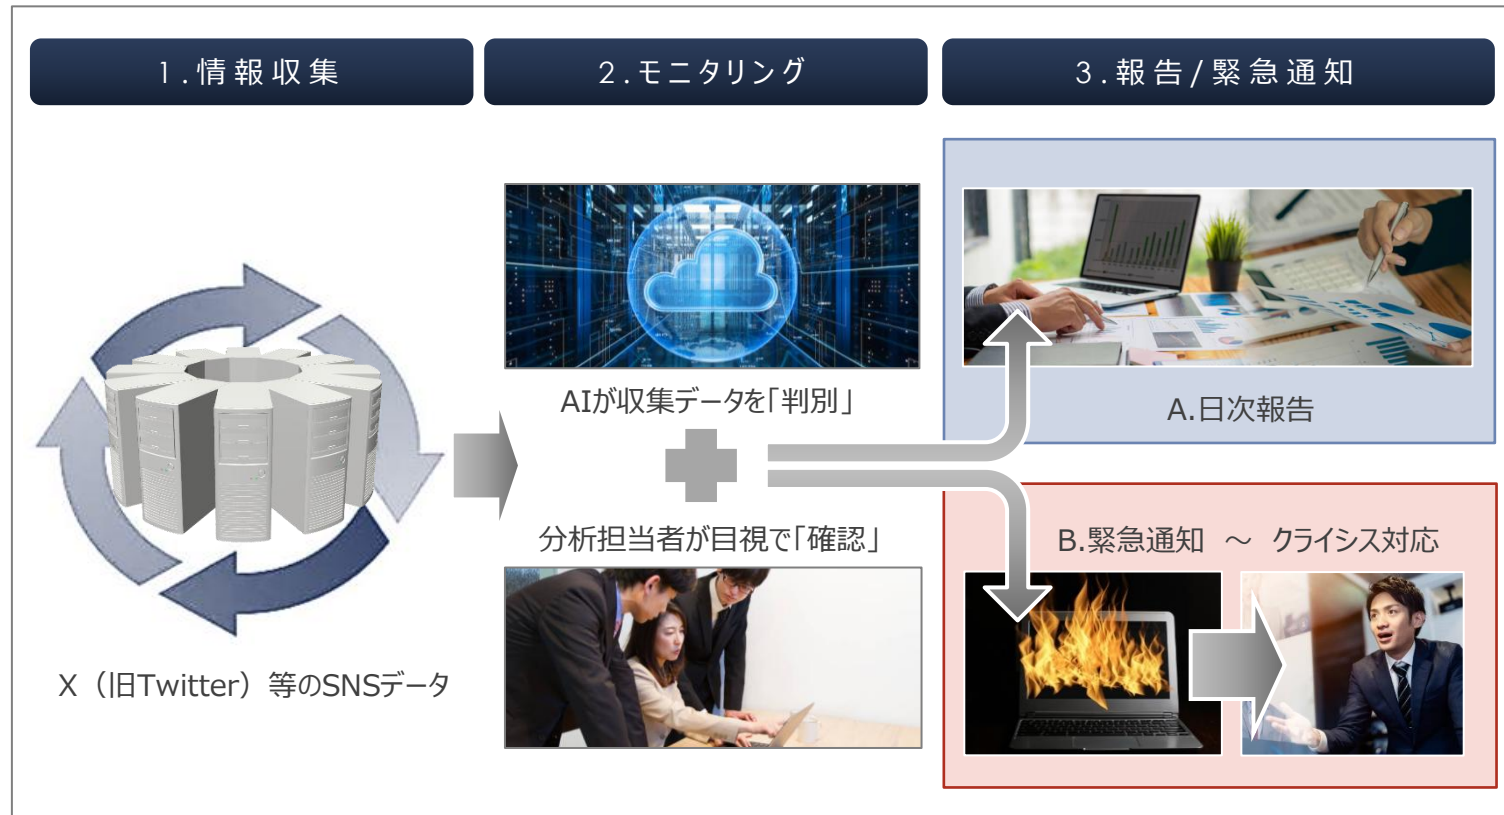 1.情報収集
2.モニタリング
3.報告/緊急通知
X（旧Twitter）等のSNSデータ
AIが収集データを「判別」
分析担当者が目視で「確認」
A.日次報告
B.緊急通知 ～ クライシス対応